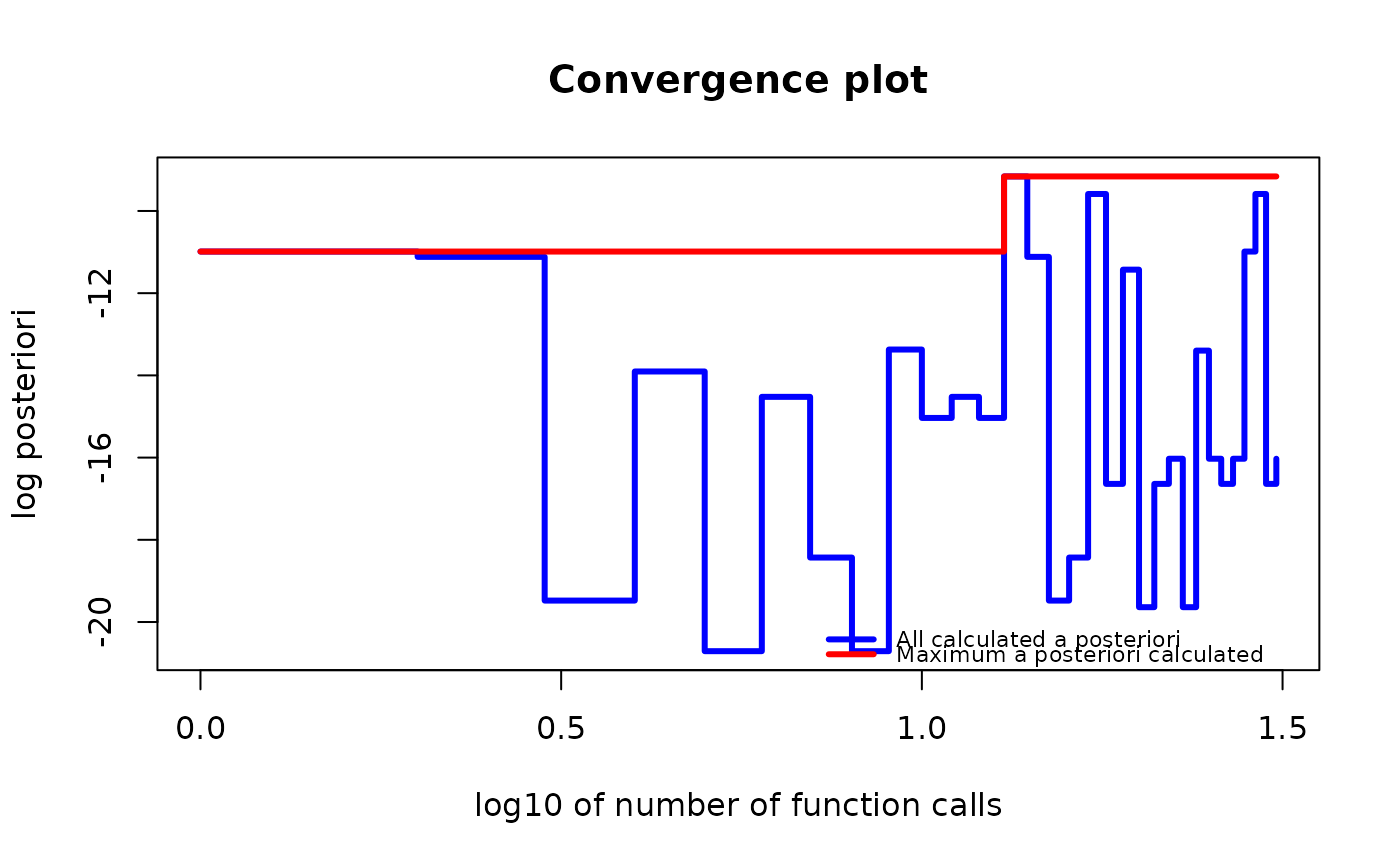 Convergence plot
log posteriori
-12
-16
-20
All calculated a posteriori
Maximum a posteriori calculated
0.0 0.5 1.0 1.5
log10 of number of function calls